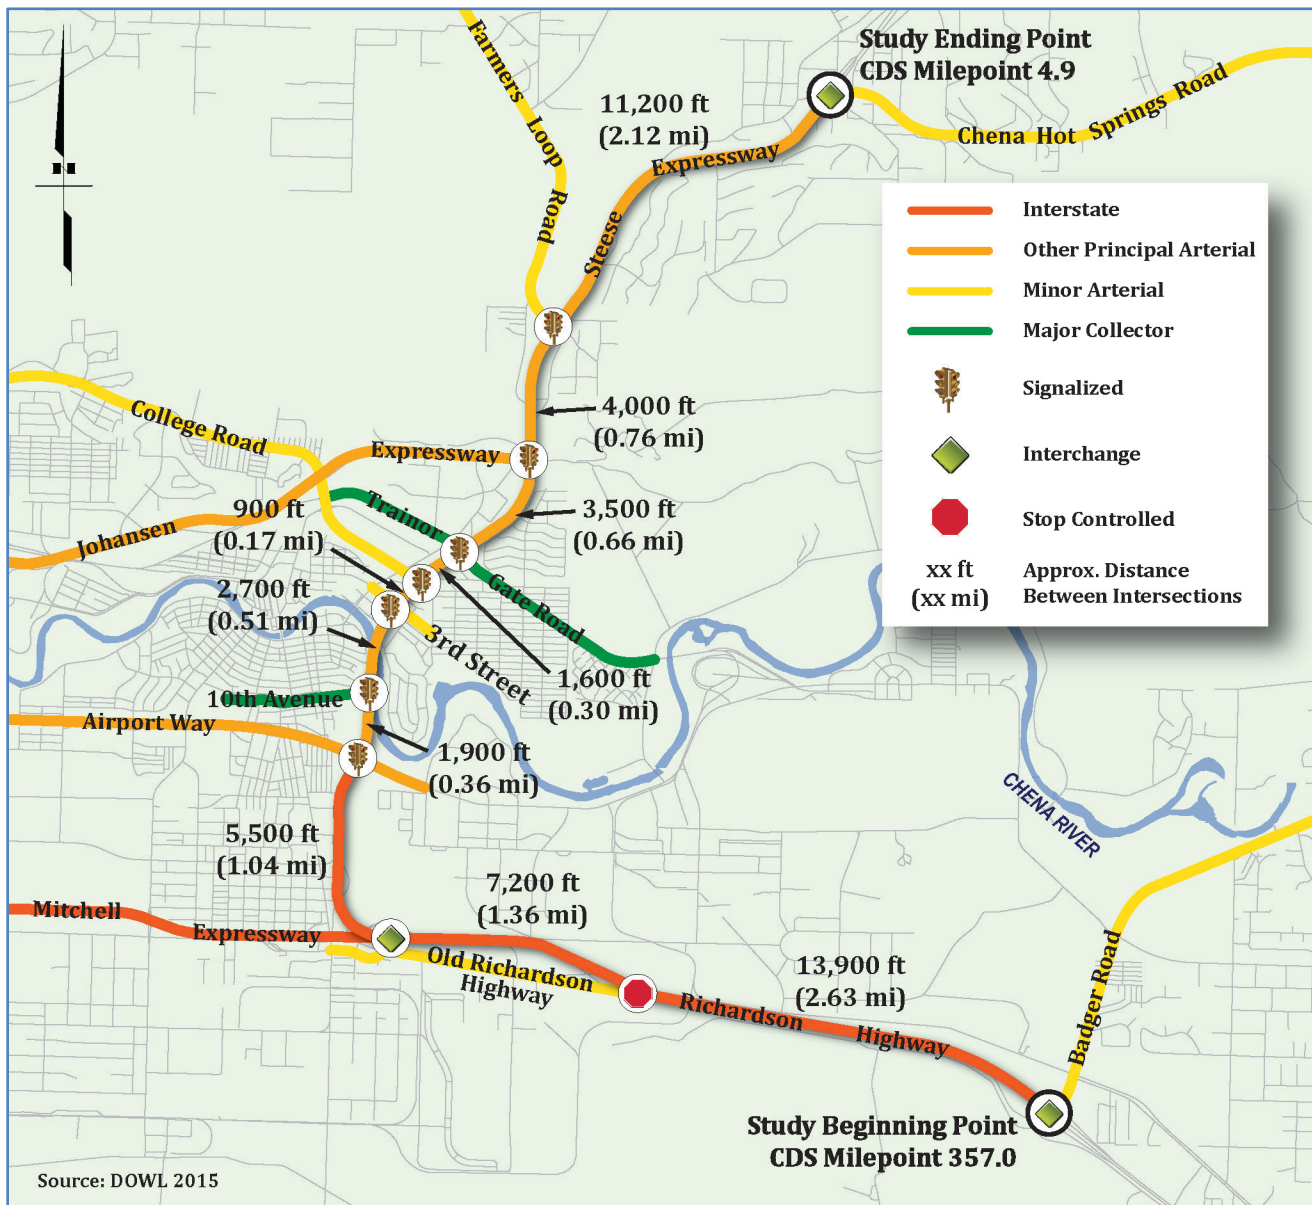 Study Ending Point
CDS Milepoint 4.9
Farmers Loop Road
11,200 ft
(2.12 mi)
Chena Hot Springs Road
Steese Expressway
Interstate
Other Principal Arterial
Minor Arterial
Major Collector
Signalized
Interchange
Stop Controlled
xx ft
(xx mi)
Approx. Distance
Between Intersections
4,000 ft
(0.76 mi)
College Road
Johansen Expressway
3,500 ft
(0.66 mi)
900 ft
(0.17 mi)
Trainor Gate Road
2,700 ft
(0.51 mi)
3rd Street
1,600 ft
(0.30 mi)
10th Avenue
Airport Way
1,900 ft
(0.36 mi)
CHENA RIVER
5,500 ft
(1.04 mi)
7,200 ft
(1.36 mi)
Mitchell Expressway
Old Richardson
Highway
13,900 ft
(2.63 mi)
Richardson Highway
Badger Road
Study Beginning Point
CDS Milepoint 357.0
Source: DOWL 2015